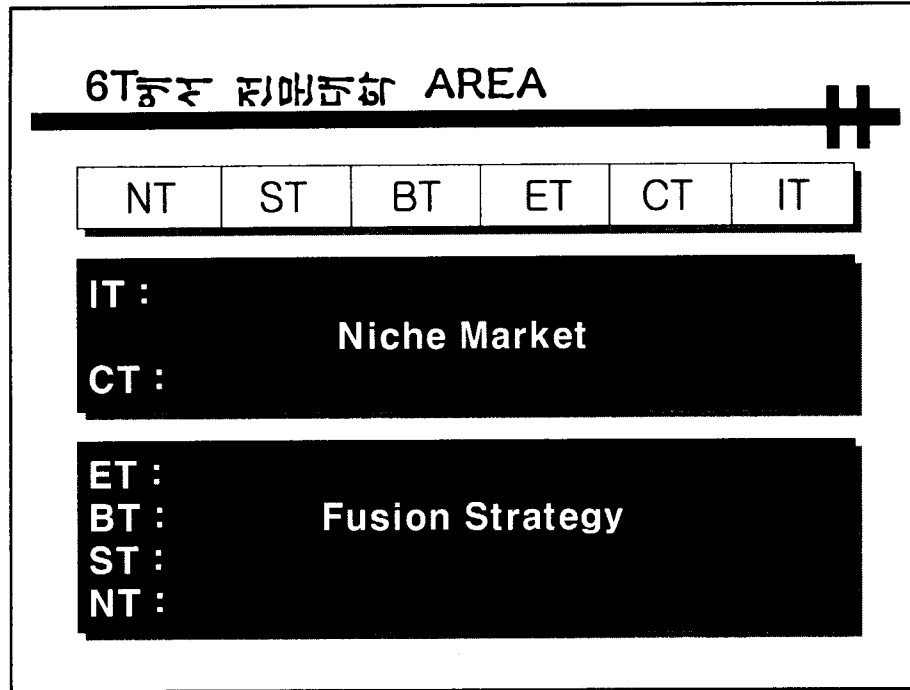 6T AREA
NT ST BT ET CT IT
IT :
Niche Market
CT :
ET :
BT :
Fusion Strategy
ST :
NT :